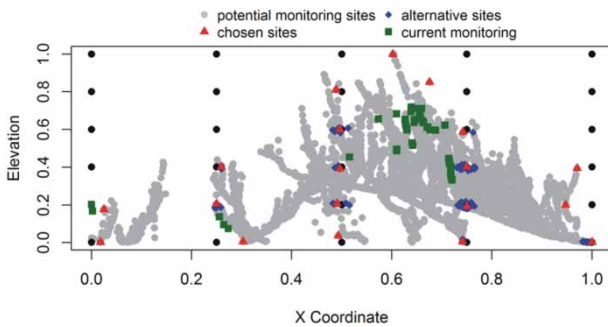 potential monitoring sites alternative sites
chosen sites current monitoring
Elevation
1.0
0.8
0.6
0.4
0.2
0.0
0.0 0.2 0.4 0.6 0.8 1.0
X Coordinate